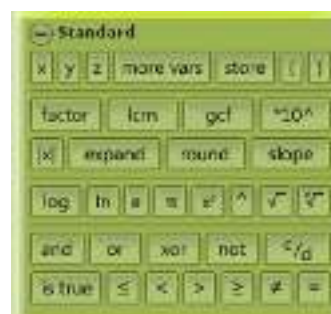 Standard
x y z more vars store ( )
factor lcm gcf *10^
|x| expand round slope
log ln e π ^ √
and or xor not c/d
is true ≤ < > ≥ ≠ =